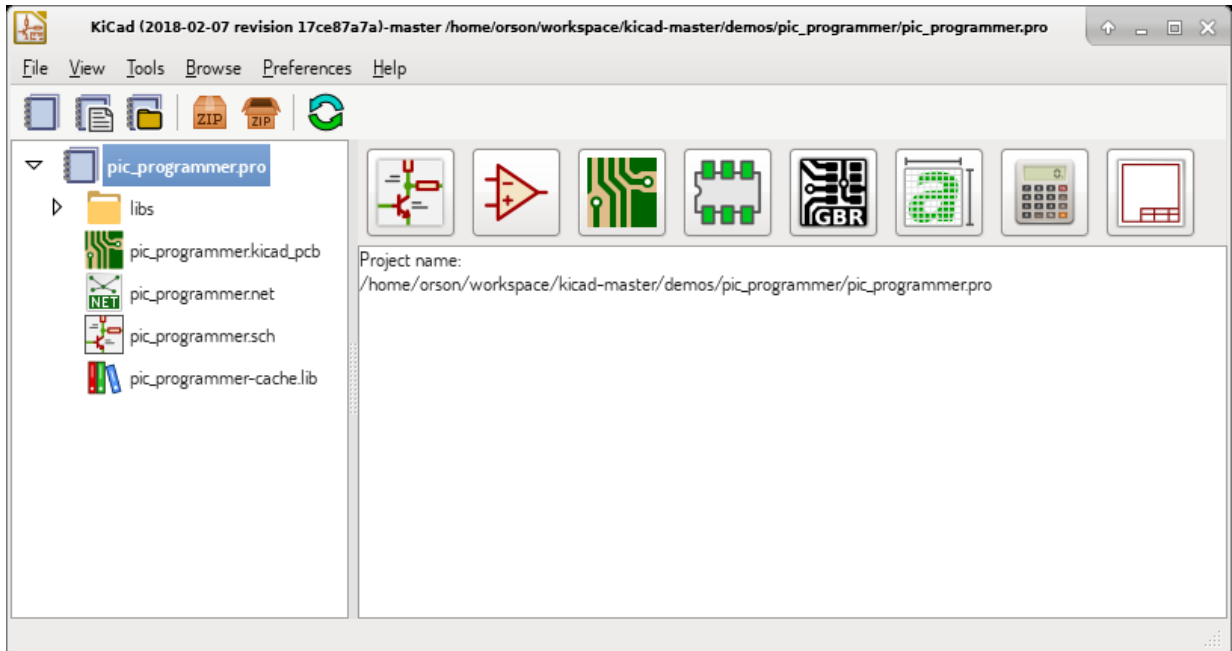 KiCad (2018-02-07 revision 17ce87a7a)-master /home/orson/workspace/kicad-master/demos/pic_programmer/pic_programmer.pro
File View Tools Browse Preferences Help
ZIP ZIP
pic_programmer.pro
libs
pic_programmer.kicad_pcb
NET pic_programmer.net
pic_programmer.sch
pic_programmer-cache.lib
GBR a 0.
Project name:
/home/orson/workspace/kicad-master/demos/pic_programmer/pic_programmer.pro